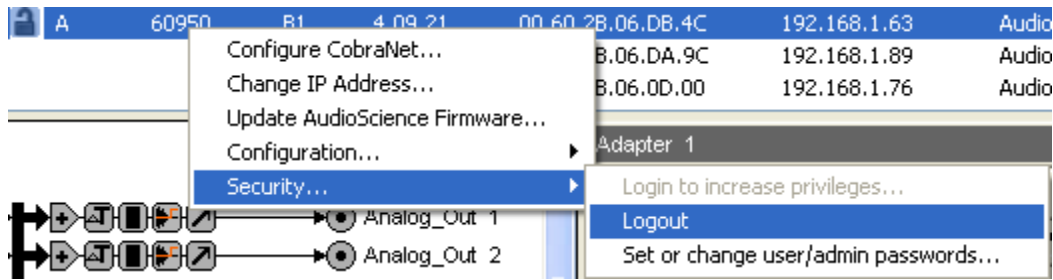 A 60950 B1 4.09.21 00.60.2B.06.DB.4C 192.168.1.63 Audio
Configure CobraNet... B.06.DA.9C 192.168.1.89 Audio
Change IP Address... B.06.0D.00 192.168.1.76 Audio
Update AudioScience Firmware...
Configuration... Adapter 1
Security... Login to increase privileges...
Analog_Out 1 Logout
Analog_Out 2 Set or change user/admin passwords...